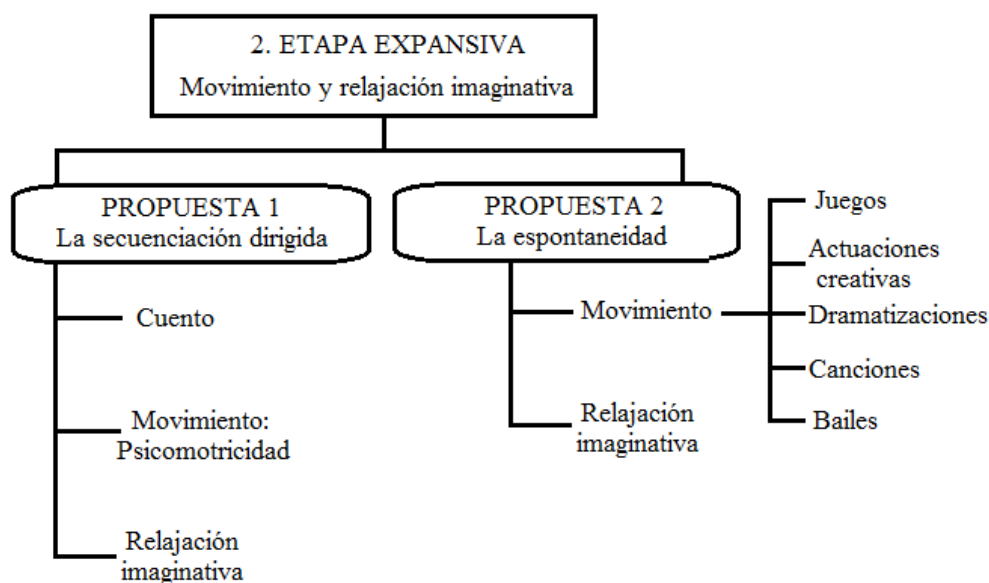 2. ETAPA EXPANSIVA
Movimiento y relajación imaginativa
PROPUESTA 1
La secuenciación dirigida
Cuento
Movimiento:
Psicomotricidad
Relajación
imaginativa
PROPUESTA 2
La espontaneidad
Movimiento
Relajación
imaginativa
Juegos
Actuaciones
creativas
Dramatizaciones
Canciones
Bailes